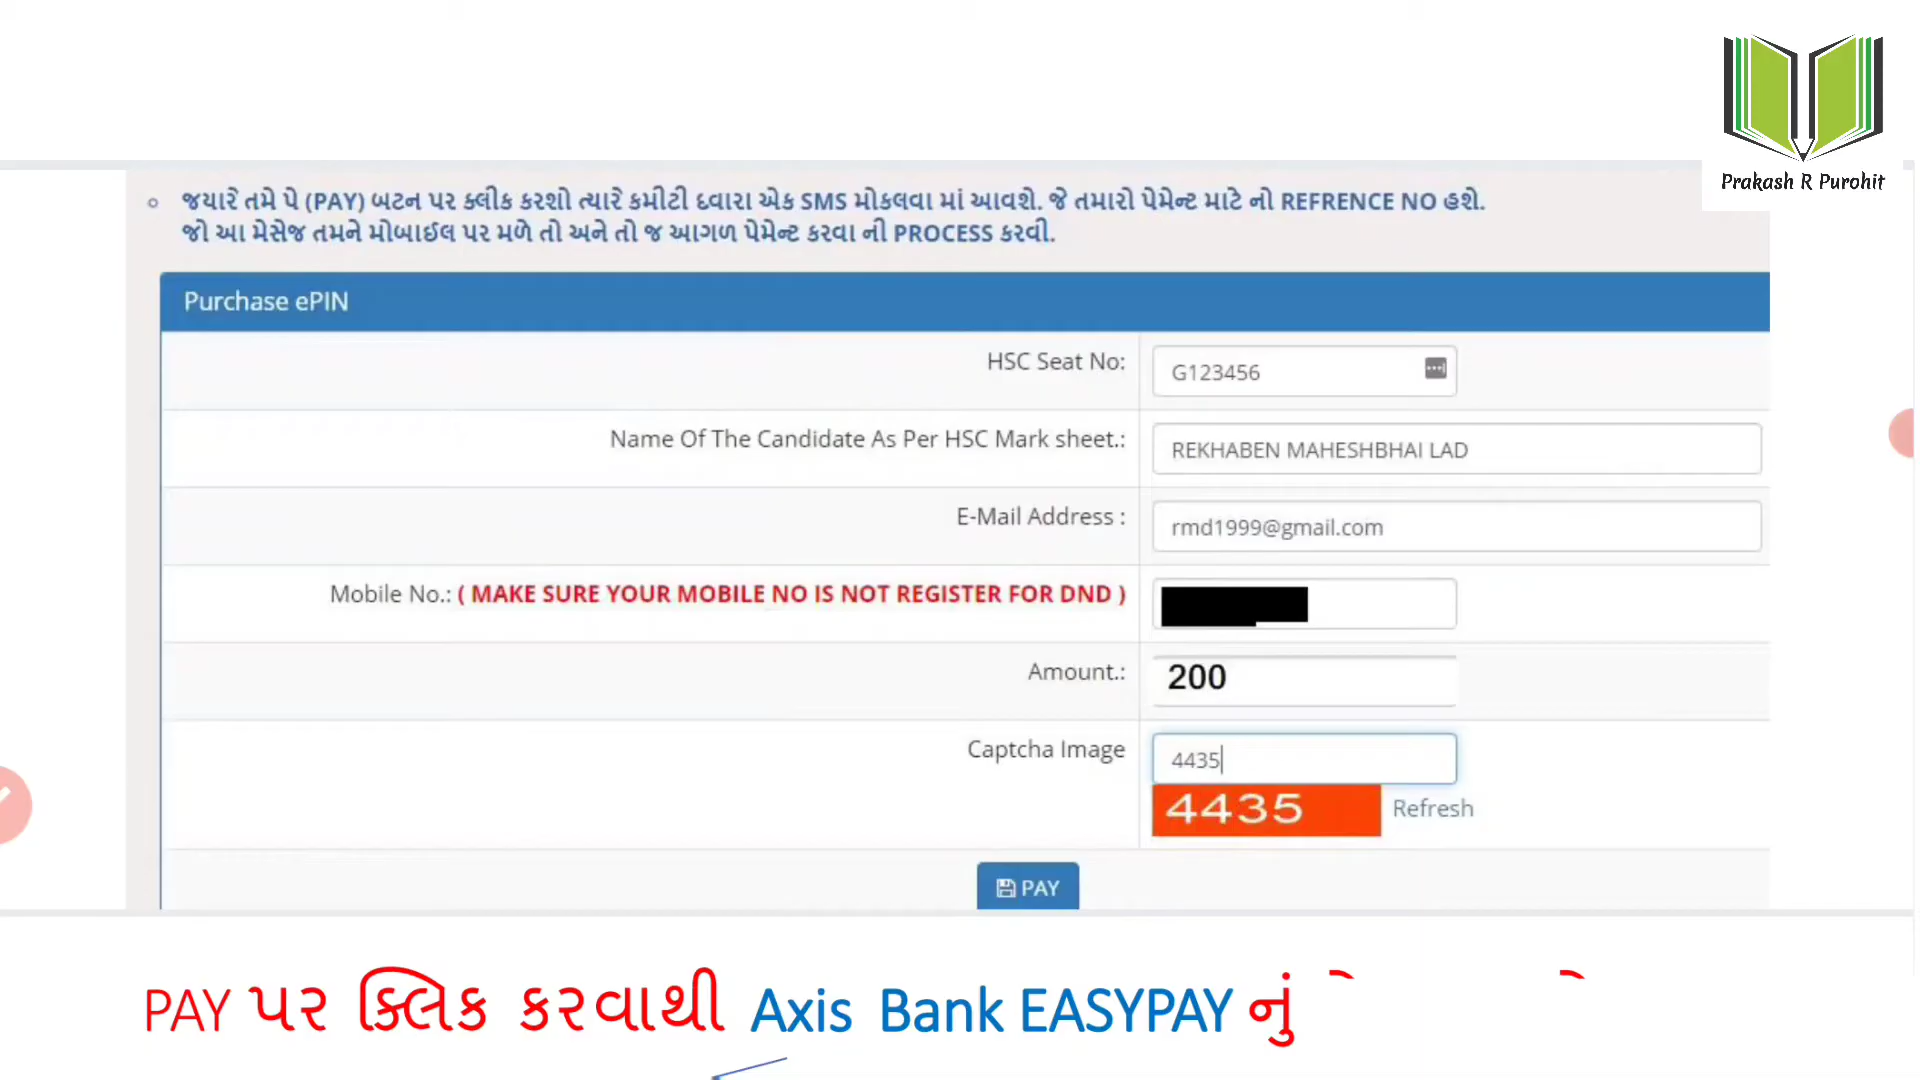 Prakash R Purohit
જયારે તમે પે (PAY) બટન પર ક્લીક કરશો ત્યારે કમીટી દવારા એક SMS મોકલવા માં આવશે. જે તમારો પેમેન્ટ માટે નો REFRENCE NO હશે.
જો આ મેસેજ તમને મોબાઈલ પર મળે તો અને તો જ આગળ પેમેન્ટ કરવા ની PROCESS કરવી.
Purchase ePIN
HSC Seat No: G123456
Name Of The Candidate As Per HSC Mark sheet.: REKHABEN MAHESHBHAI LAD
E-Mail Address : rmd1999@gmail.com
Mobile No.: ( MAKE SURE YOUR MOBILE NO IS NOT REGISTER FOR DND )
Amount.: 200
Captcha Image 4435
4435 Refresh
PAY
PAY પર ક્લિક કરવાથી Axis Bank EASYPAY નું